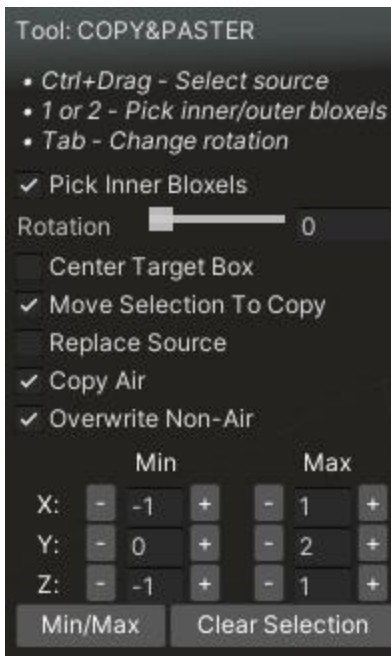 Tool: COPY&PASTER
• Ctrl+Drag - Select source
• 1 or 2 - Pick inner/outer bloxels
• Tab - Change rotation
Pick Inner Bloxels
Rotation 0
Center Target Box
Move Selection To Copy
Replace Source
Copy Air
Overwrite Non-Air
Min Max
X: - -1 + - 1 +
Y: - 0 + - 2 +
Z: - -1 + - 1 +
Min/Max Clear Selection